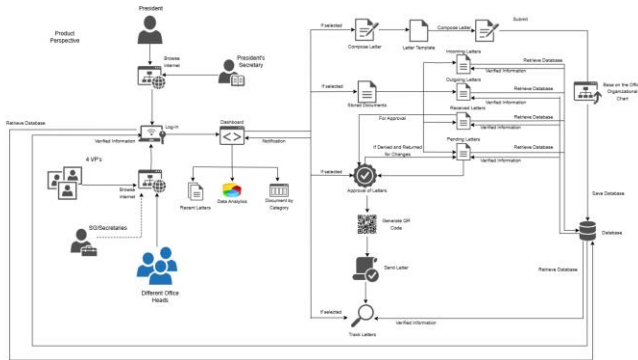 Product
Perspective
President
Browse
internet
President's
Secretary
Retrieve Database
Log-in
Verified Information
Dashboard
Notification
4 VP's
Browse
internet
SG/Secretaries
Different Office
Heads
Recent Letters
Data Analytics
Document by
Category
If selected
Compose Letter
Letter Template
Compose Letter
Submit
If selected
Stored Documents
Incoming Letters
Retrieve Database
Verified Information
Outgoing Letters
Retrieve Database
Verified Information
Received Letters
Retrieve Database
Verified Information
Pending Letters
Retrieve Database
Verified Information
For Approval
If Denied and Returned
for Changes
If selected
Approval of Letters
Generate QR
Code
Send Letter
If selected
Track Letters
Verified Information
Retrieve Database
Base on the
Organizational
Chart
Save Database
Database